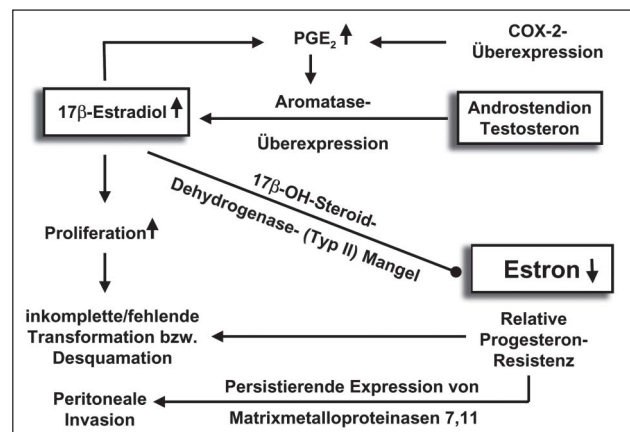 PGE₂
COX-2-
Überexpression
17β-Estradiol
Aromatase-
Überexpression
Androstendion
Testosteron
17β-OH-Steroid-
Dehydrogenase- (Typ II) Mangel
Proliferation
Estron
inkomplette/fehlende
Transformation bzw.
Desquamation
Relative
Progesteron-
Resistenz
Peritoneale
Invasion
Persistierende Expression von
Matrixmetalloproteinasen 7,11